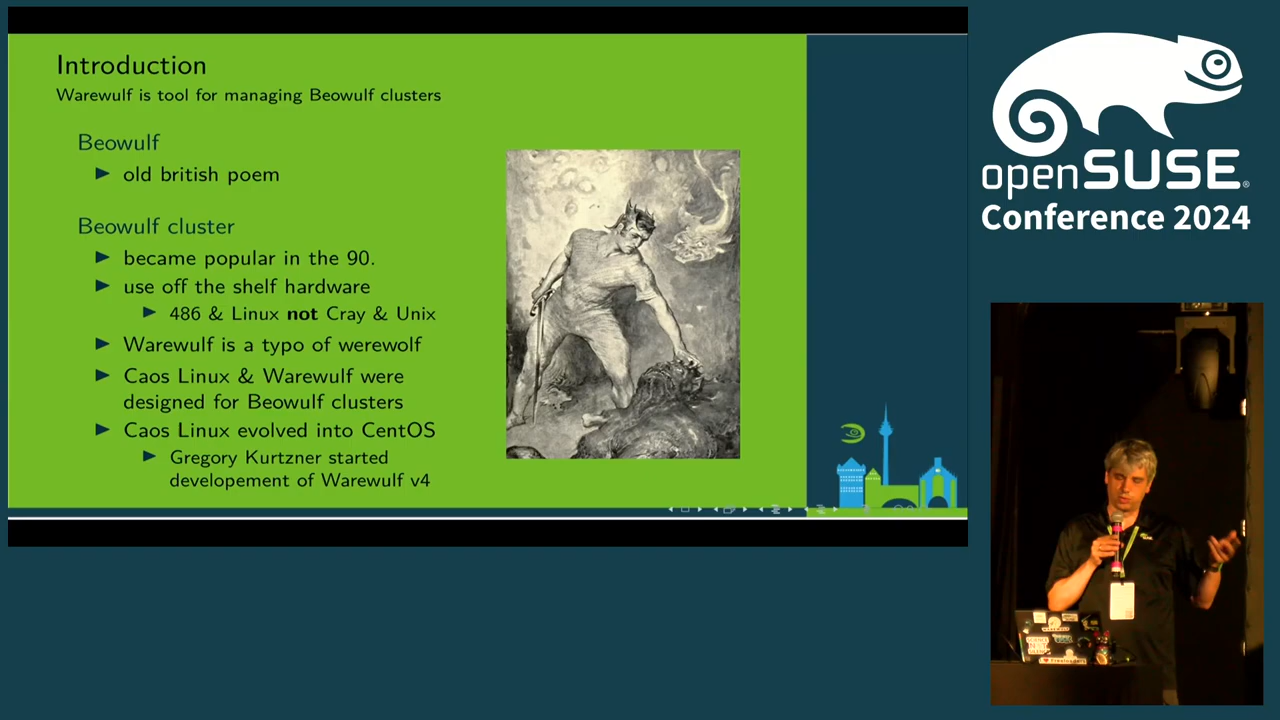 Introduction
Warewulf is tool for managing Beowulf clusters
Beowulf
old british poem
Beowulf cluster
became popular in the 90.
use off the shelf hardware
486 & Linux not Cray & Unix
Warewulf is a typo of werewolf
Caos Linux & Warewulf were
designed for Beowulf clusters
Caos Linux evolved into CentOS
Gregory Kurtzner started
developement of Warewulf v4
openSUSE®
Conference 2024